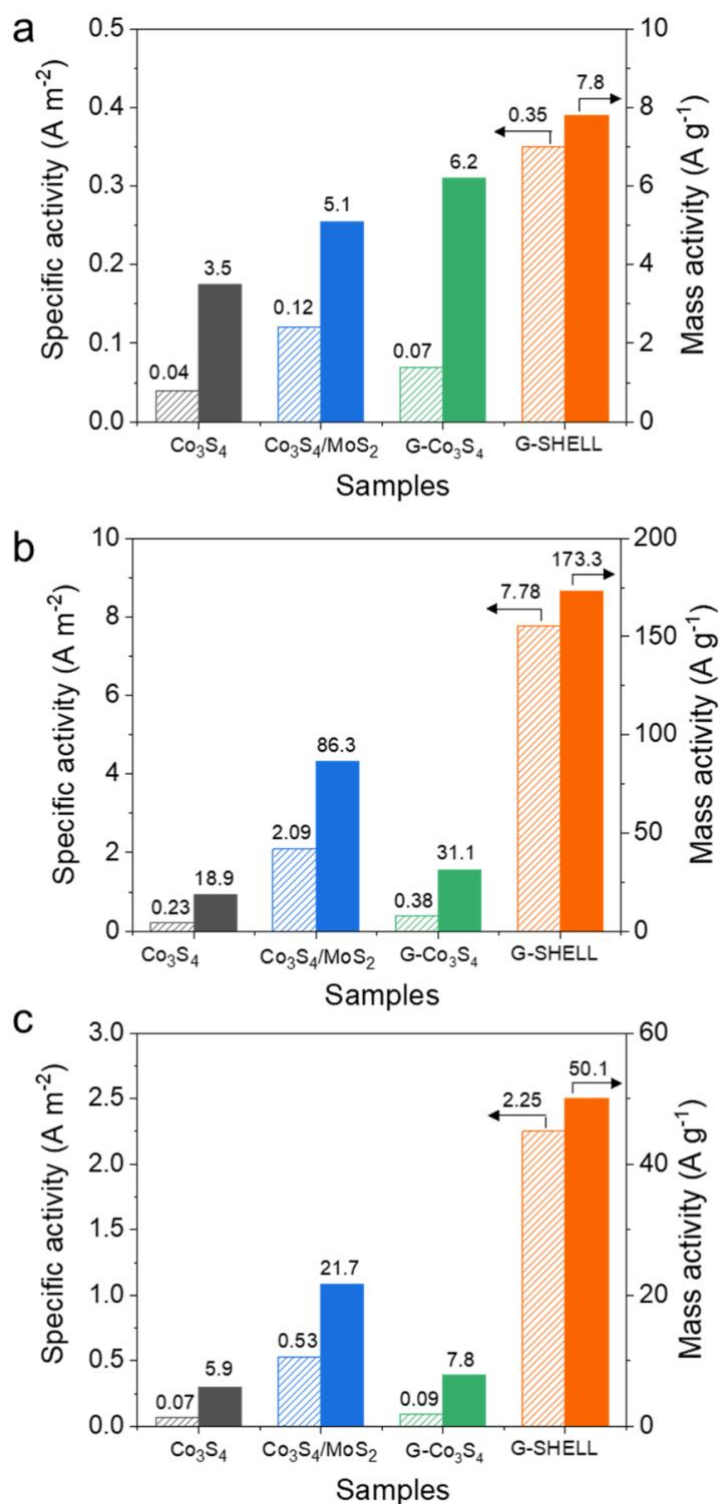 a
Specific activity (A m⁻²)
0.5
0.4
0.3
0.2
0.1
0.0
0.04
3.5
0.12
5.1
0.07
6.2
0.35
7.8
10
8
6
4
2
0
Mass activity (A g⁻¹)
Co₃S₄
Co₃S₄/MoS₂
G-Co₃S₄
G-SHELL
Samples
b
Specific activity (A m⁻²)
10
8
6
4
2
0
0.23
18.9
2.09
86.3
0.38
31.1
7.78
173.3
200
150
100
50
0
Mass activity (A g⁻¹)
Co₃S₄
Co₃S₄/MoS₂
G-Co₃S₄
G-SHELL
Samples
c
Specific activity (A m⁻²)
3.0
2.5
2.0
1.5
1.0
0.5
0.0
0.07
5.9
0.53
21.7
0.09
7.8
2.25
50.1
60
40
20
0
Mass activity (A g⁻¹)
Co₃S₄
Co₃S₄/MoS₂
G-Co₃S₄
G-SHELL
Samples